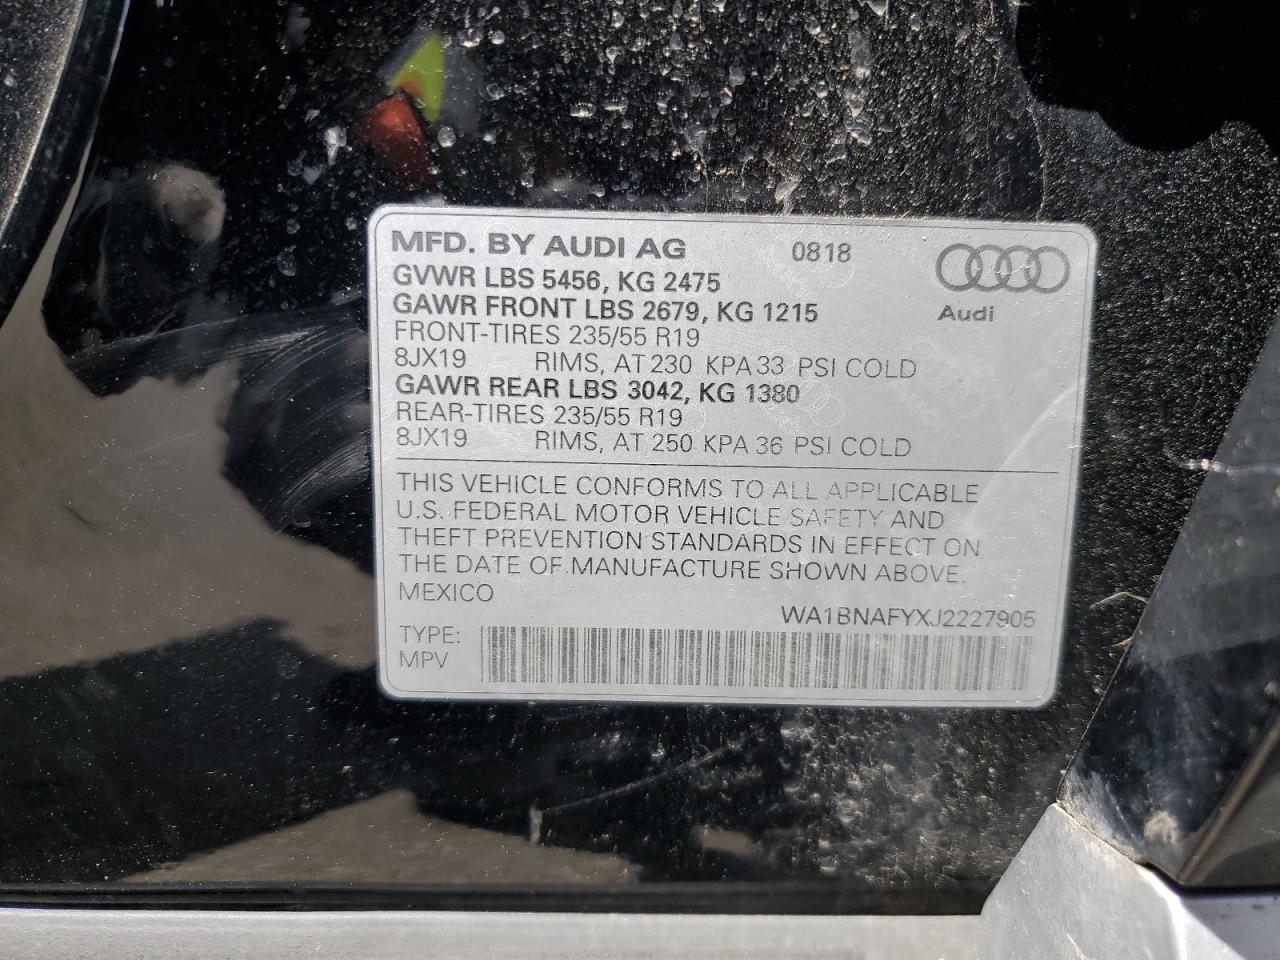 MFD. BY AUDI AG 0818
GVWR LBS 5456, KG 2475
GAWR FRONT LBS 2679, KG 1215
Audi
FRONT-TIRES 235/55 R19
8JX19 RIMS, AT 230 KPA 33 PSI COLD
GAWR REAR LBS 3042, KG 1380
REAR-TIRES 235/55 R19
8JX19 RIMS, AT 250 KPA 36 PSI COLD
THIS VEHICLE CONFORMS TO ALL APPLICABLE
U.S. FEDERAL MOTOR VEHICLE SAFETY AND
THEFT PREVENTION STANDARDS IN EFFECT ON
THE DATE OF MANUFACTURE SHOWN ABOVE.
MEXICO
WA1BNAFYXJ2227905
TYPE:
MPV